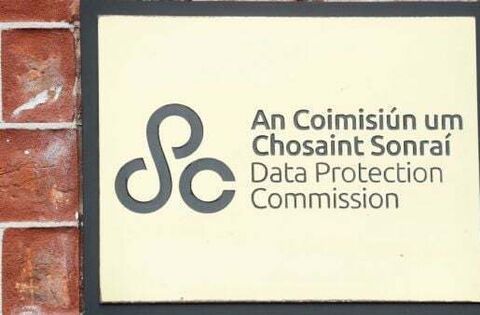 An Coimisiún um
Chosaint Sonraí
Data Protection
Commission